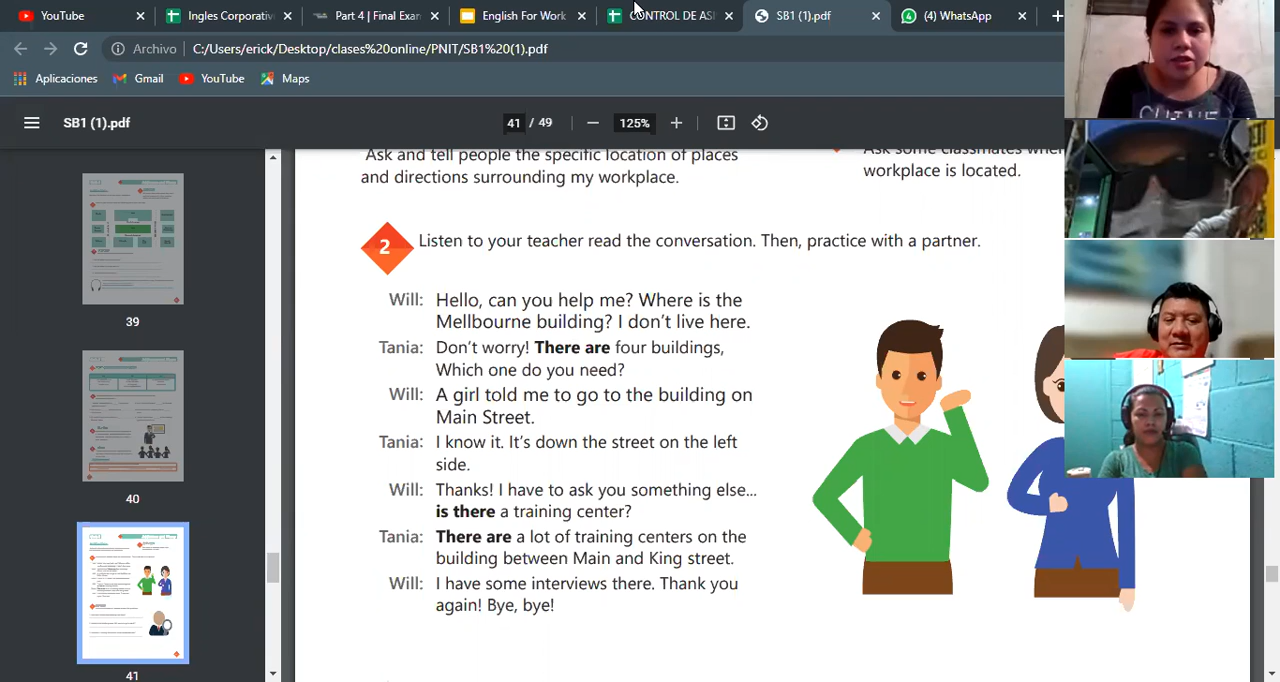 YouTube
Ingles Corporativ
Part 4 | Final Exan
English For Work
CONTROL DE ASI
SB1 (1).pdf
(4) WhatsApp
Archivo
C:/Users/erick/Desktop/clases%20online/PNIT/SB1%20(1).pdf
Aplicaciones
Gmail
YouTube
Maps
SB1 (1).pdf
41 / 49
125%
Ask and tell people the specific location of places
and directions surrounding my workplace.
Ask some classmates
workplace is located.
2
Listen to your teacher read the conversation. Then, practice with a partner.
Will: Hello, can you help me? Where is the
Mellbourne building? I don't live here.
Tania: Don't worry! There are four buildings,
Which one do you need?
Will: A girl told me to go to the building on
Main Street.
Tania: I know it. It's down the street on the left
side.
Will: Thanks! I have to ask you something else...
is there a training center?
Tania: There are a lot of training centers on the
building between Main and King street.
Will: I have some interviews there. Thank you
again! Bye, bye!
39
40
41